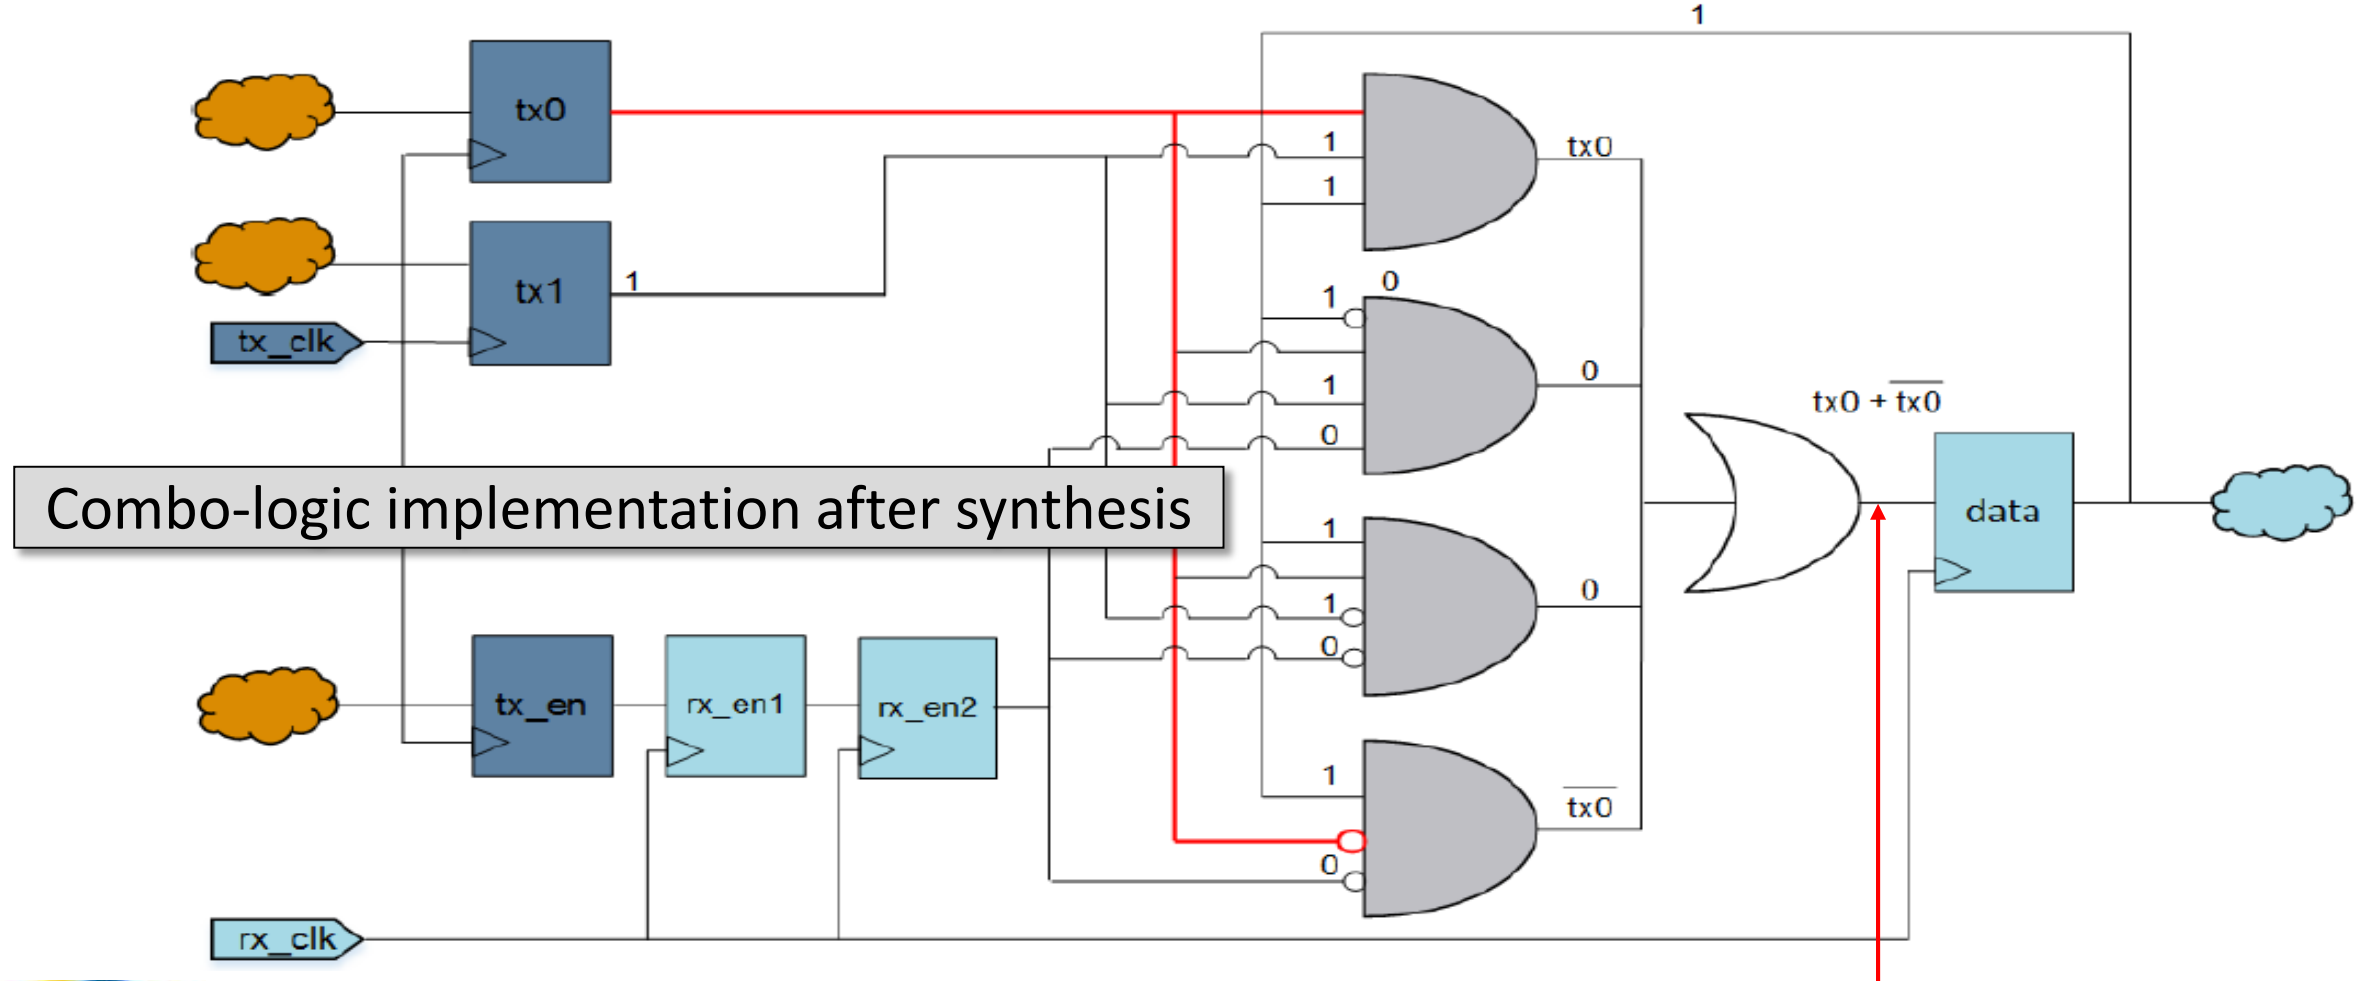 1
tx0
1
tx0
1
1
0
1
tx1
1
tx_clk
0
1
tx0 + tx0
0
data
Combo-logic implementation after synthesis
1
0
1
0
tx_en
rx_en1
rx_en2
1
tx0
0
rx_clk